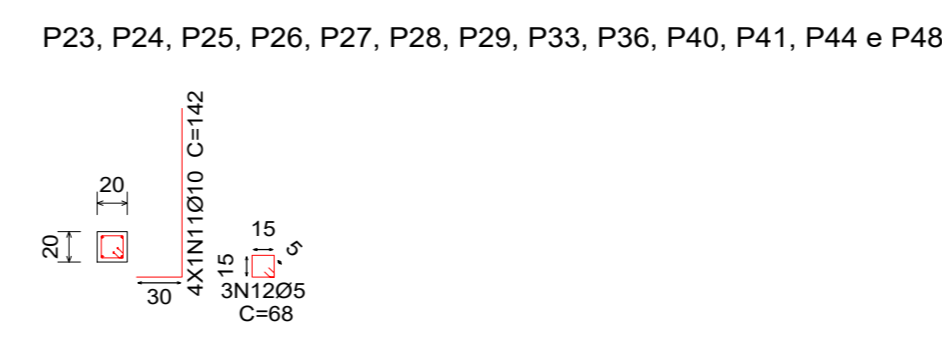 P23, P24, P25, P26, P27, P28, P29, P33, P36, P40, P41, P44 e P48
20
20
30
4X1N11Ø10 C=142
15
15
5
3N12Ø5
C=68